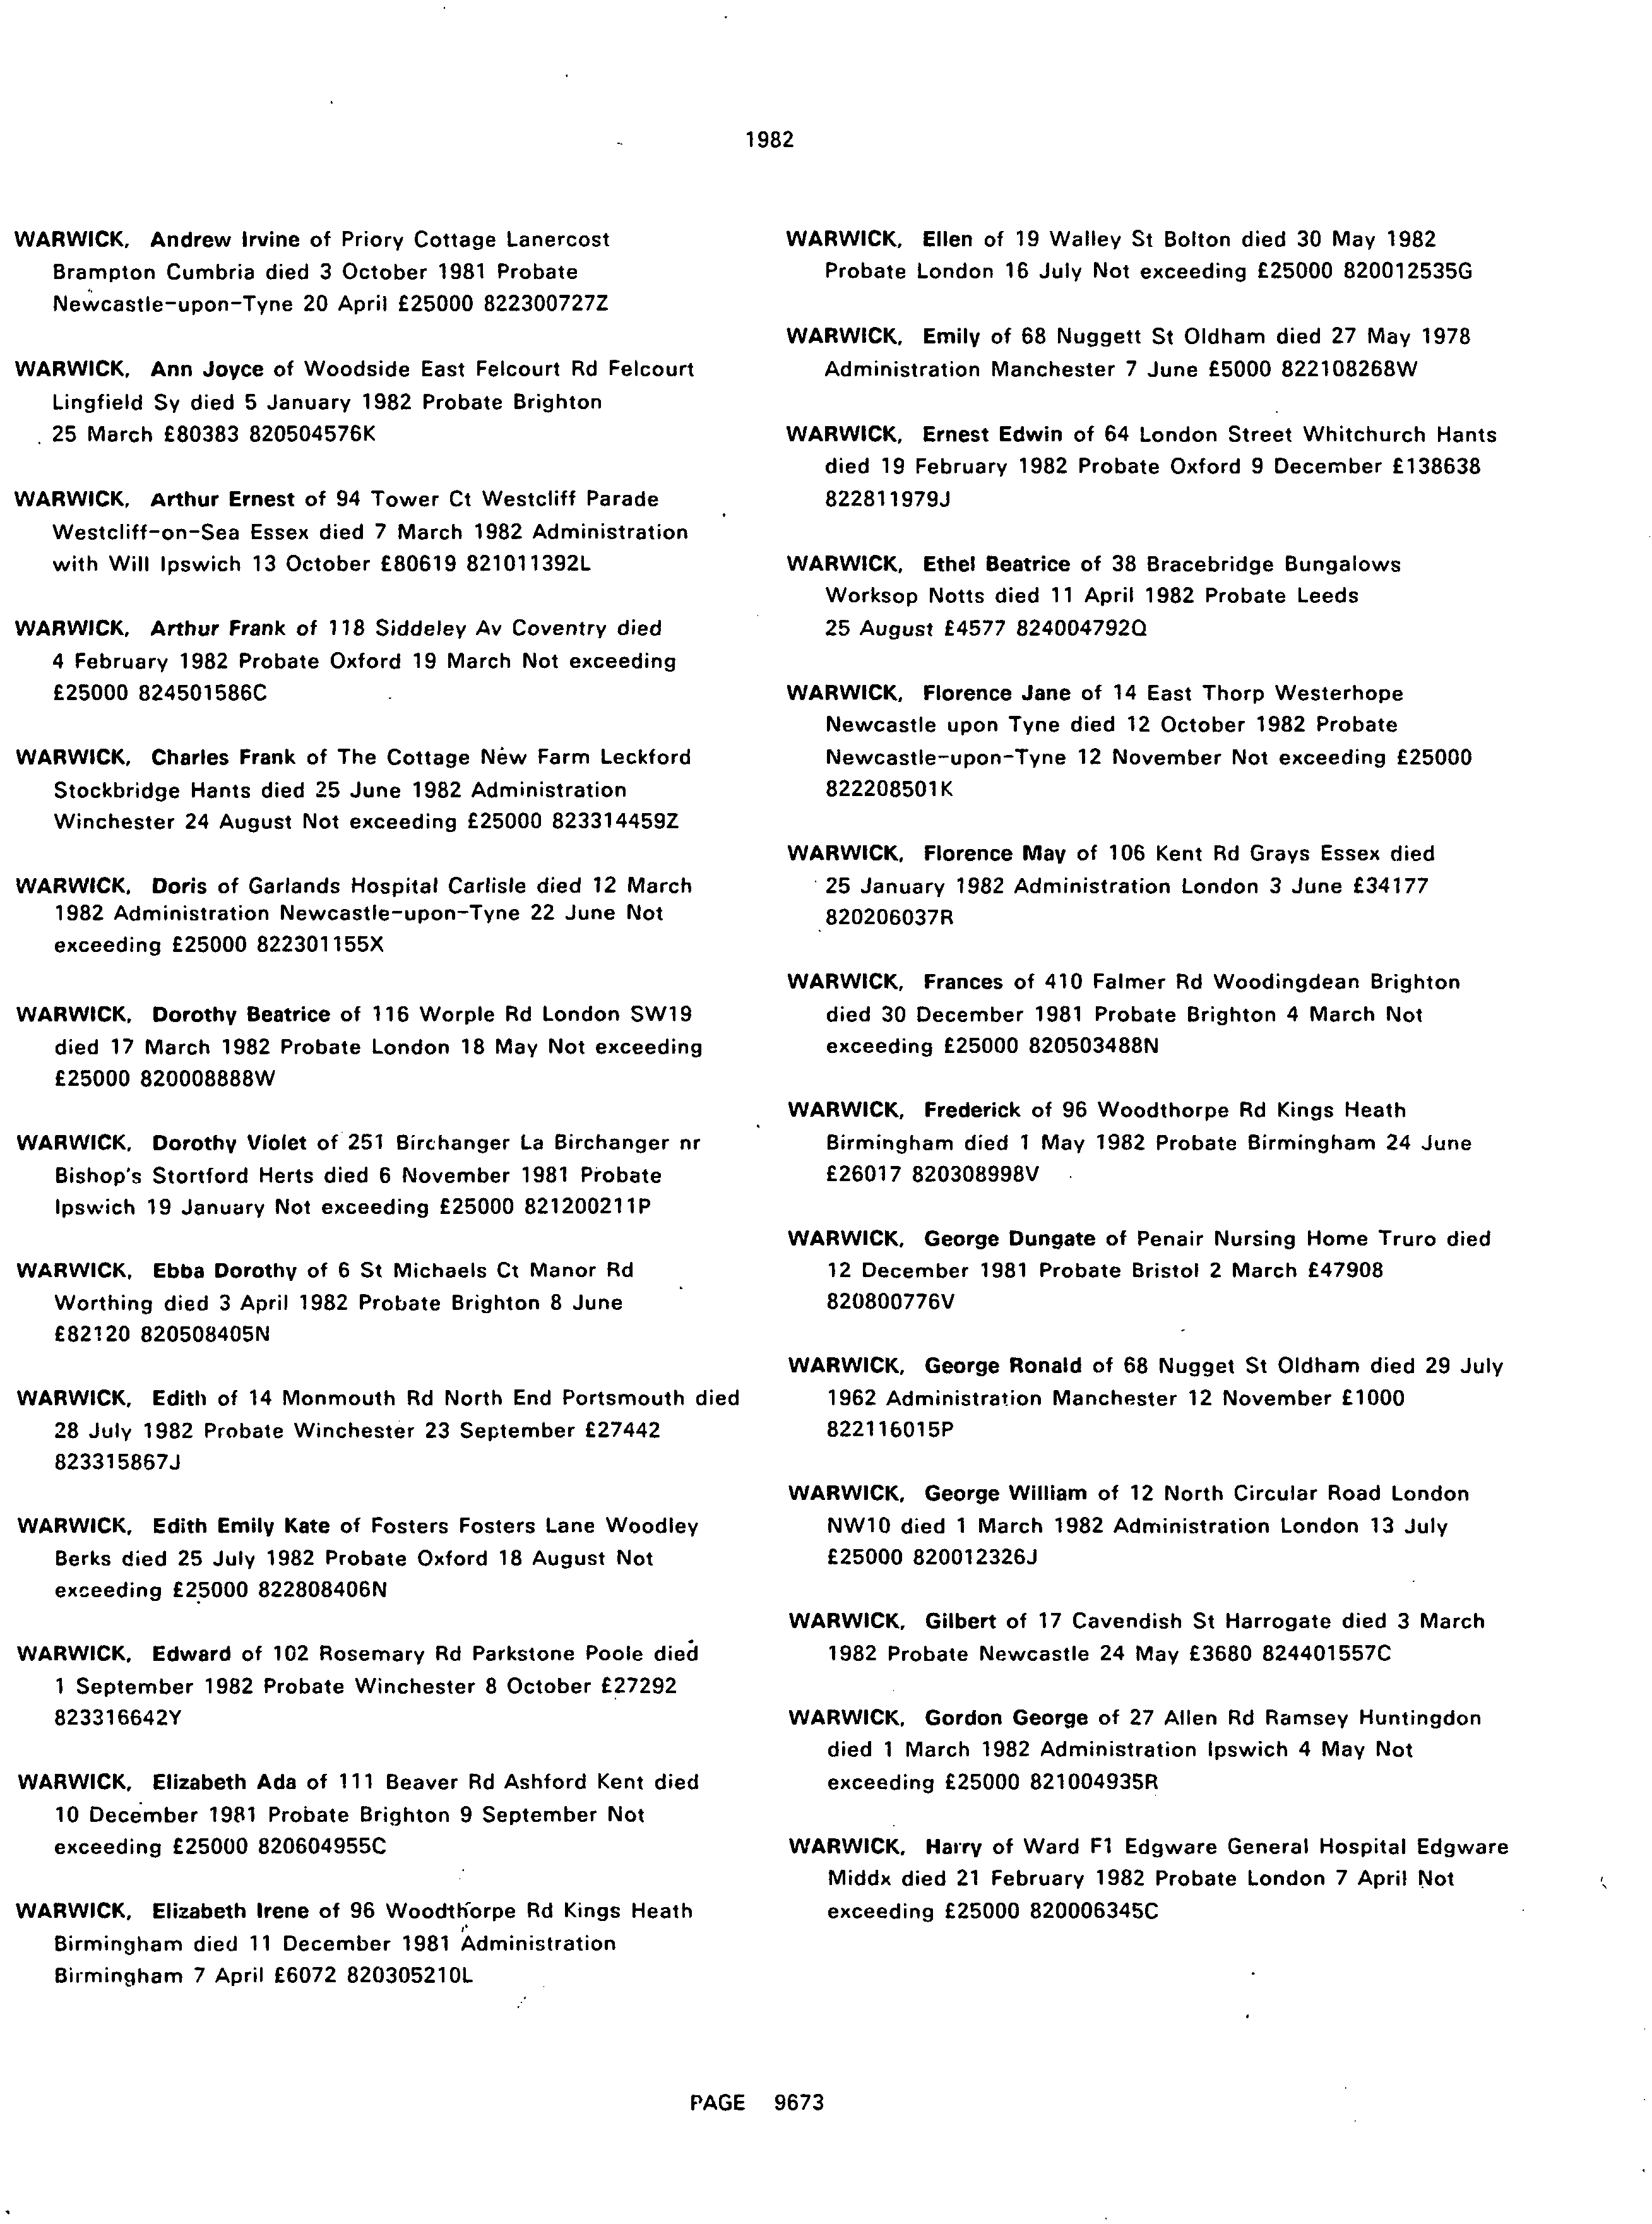 1982
WARWICK, Andrew Irvine of Priory Cottage Lanercost
Brampton Cumbria died 3 October 1981 Probate
Newcastle-upon-Tyne 20 April £25000 822300727Z
WARWICK, Ann Joyce of Woodside East Felcourt Rd Felcourt
Lingfield Sy died 5 January 1982 Probate Brighton
25 March £80383 820504576K
WARWICK, Arthur Ernest of 94 Tower Ct Westcliff Parade
Westcliff-on-Sea Essex died 7 March 1982 Administration
with Will Ipswich 13 October £80619 821011392L
WARWICK, Arthur Frank of 118 Siddeley Av Coventry died
4 February 1982 Probate Oxford 19 March Not exceeding
£25000 824501586C
WARWICK, Charles Frank of The Cottage New Farm Leckford
Stockbridge Hants died 25 June 1982 Administration
Winchester 24 August Not exceeding £25000 823314459Z
WARWICK, Doris of Garlands Hospital Carlisle died 12 March
1982 Administration Newcastle-upon-Tyne 22 June Not
exceeding £25000 822301155X
WARWICK, Dorothy Beatrice of 116 Worple Rd London SW19
died 17 March 1982 Probate London 18 May Not exceeding
£25000 820008888W
WARWICK, Dorothy Violet of 251 Birchanger La Birchanger nr
Bishop's Stortford Herts died 6 November 1981 Probate
Ipswich 19 January Not exceeding £25000 821200211P
WARWICK, Ebba Dorothy of 6 St Michaels Ct Manor Rd
Worthing died 3 April 1982 Probate Brighton 8 June
£82120 820508405N
WARWICK, Edith of 14 Monmouth Rd North End Portsmouth died
28 July 1982 Probate Winchester 23 September £27442
823315867J
WARWICK, Edith Emily Kate of Fosters Fosters Lane Woodley
Berks died 25 July 1982 Probate Oxford 18 August Not
exceeding £25000 822808406N
WARWICK, Edward of 102 Rosemary Rd Parkstone Poole died
1 September 1982 Probate Winchester 8 October £27292
823316642Y
WARWICK, Elizabeth Ada of 111 Beaver Rd Ashford Kent died
10 December 1981 Probate Brighton 9 September Not
exceeding £25000 820604955C
WARWICK, Elizabeth Irene of 96 Woodthorpe Rd Kings Heath
Birmingham died 11 December 1981 Administration
Birmingham 7 April £6072 820305210L
WARWICK, Ellen of 19 Walley St Bolton died 30 May 1982
Probate London 16 July Not exceeding £25000 820012535G
WARWICK, Emily of 68 Nuggett St Oldham died 27 May 1978
Administration Manchester 7 June £5000 822108268W
WARWICK, Ernest Edwin of 64 London Street Whitchurch Hants
died 19 February 1982 Probate Oxford 9 December £138638
822811979J
WARWICK, Ethel Beatrice of 38 Bracebridge Bungalows
Worksop Notts died 11 April 1982 Probate Leeds
25 August £4577 824004792Q
WARWICK, Florence Jane of 14 East Thorp Westerhope
Newcastle upon Tyne died 12 October 1982 Probate
Newcastle-upon-Tyne 12 November Not exceeding £25000
822208501K
WARWICK, Florence May of 106 Kent Rd Grays Essex died
25 January 1982 Administration London 3 June £34177
820206037R
WARWICK, Frances of 410 Falmer Rd Woodingdean Brighton
died 30 December 1981 Probate Brighton 4 March Not
exceeding £25000 820503488N
WARWICK, Frederick of 96 Woodthorpe Rd Kings Heath
Birmingham died 1 May 1982 Probate Birmingham 24 June
£26017 820308998V
WARWICK, George Dungate of Penair Nursing Home Truro died
12 December 1981 Probate Bristol 2 March £47908
820800776V
WARWICK, George Ronald of 68 Nugget St Oldham died 29 July
1962 Administration Manchester 12 November £1000
822116015P
WARWICK, George William of 12 North Circular Road London
NW10 died 1 March 1982 Administration London 13 July
£25000 820012326J
WARWICK, Gilbert of 17 Cavendish St Harrogate died 3 March
1982 Probate Newcastle 24 May £3680 824401557C
WARWICK, Gordon George of 27 Allen Rd Ramsey Huntingdon
died 1 March 1982 Administration Ipswich 4 May Not
exceeding £25000 821004935R
WARWICK, Harry of Ward F1 Edgware General Hospital Edgware
Middx died 21 February 1982 Probate London 7 April Not
exceeding £25000 820006345C
PAGE 9673